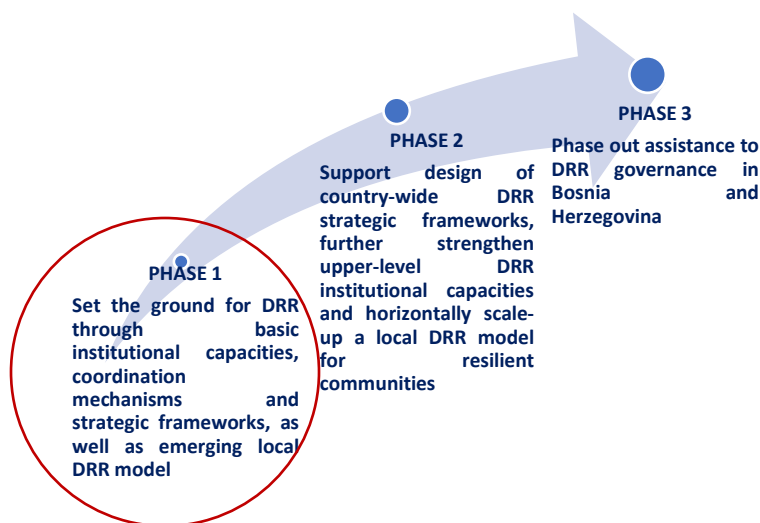 PHASE 1
Set the ground for DRR
through basic
institutional capacities,
coordination
mechanisms and
strategic frameworks, as
well as emerging local
DRR model
PHASE 2
Support design of
country-wide DRR
strategic frameworks,
further strengthen
upper-level DRR
institutional capacities
and horizontally scale-
up a local DRR model
for resilient
communities
PHASE 3
Phase out assistance to
DRR governance in
Bosnia and
Herzegovina